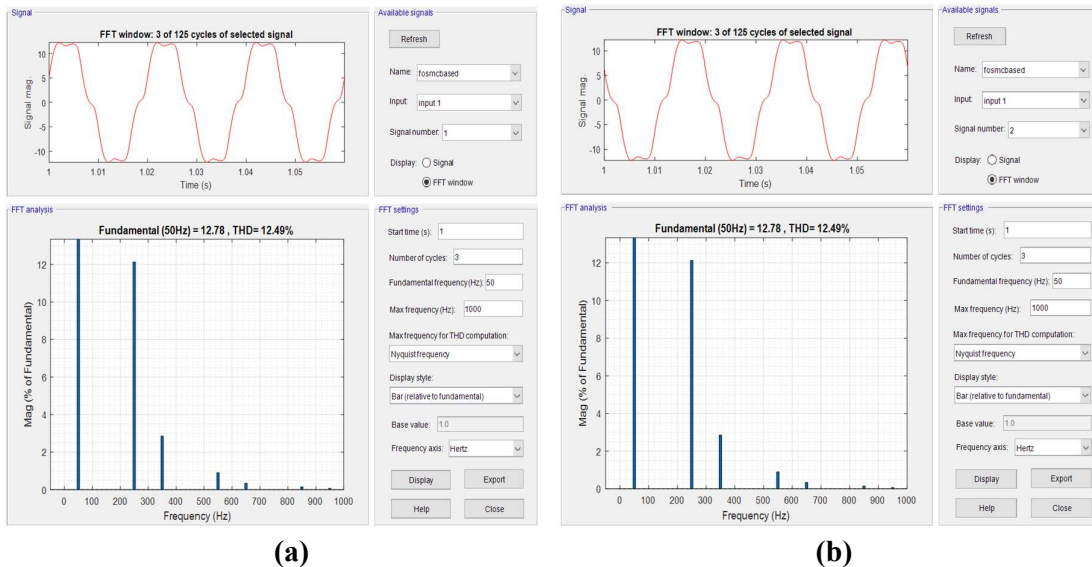 Signal
FFT window: 3 of 125 cycles of selected signal
10
5
0
-5
-10
Signal mag.
1
1.01
1.02
1.03
1.04
1.05
Time (s)
Available signals
Refresh
Name: fosmcbased
Input: input 1
Signal number: 1
Display: Signal
FFT window
FFT analysis
Fundamental (50Hz) = 12.78 , THD= 12.49%
12
10
8
6
4
2
0
Mag (% of Fundamental)
0
100
200
300
400
500
600
700
800
900
1000
Frequency (Hz)
FFT settings
Start time (s): 1
Number of cycles: 3
Fundamental frequency (Hz): 50
Max frequency (Hz): 1000
Max frequency for THD computation:
Nyquist frequency
Display style:
Bar (relative to fundamental)
Base value: 1.0
Frequency axis: Hertz
Display
Export
Help
Close
(a)
Signal
FFT window: 3 of 125 cycles of selected signal
10
5
0
-5
-10
Signal mag.
1
1.01
1.02
1.03
1.04
1.05
Time (s)
Available signals
Refresh
Name: fosmcbased
Input: input 1
Signal number: 2
Display: Signal
FFT window
FFT analysis
Fundamental (50Hz) = 12.78 , THD= 12.49%
12
10
8
6
4
2
0
Mag (% of Fundamental)
0
100
200
300
400
500
600
700
800
900
1000
Frequency (Hz)
FFT settings
Start time (s): 1
Number of cycles: 3
Fundamental frequency (Hz): 50
Max frequency (Hz): 1000
Max frequency for THD computation:
Nyquist frequency
Display style:
Bar (relative to fundamental)
Base value: 1.0
Frequency axis: Hertz
Display
Export
Help
Close
(b)